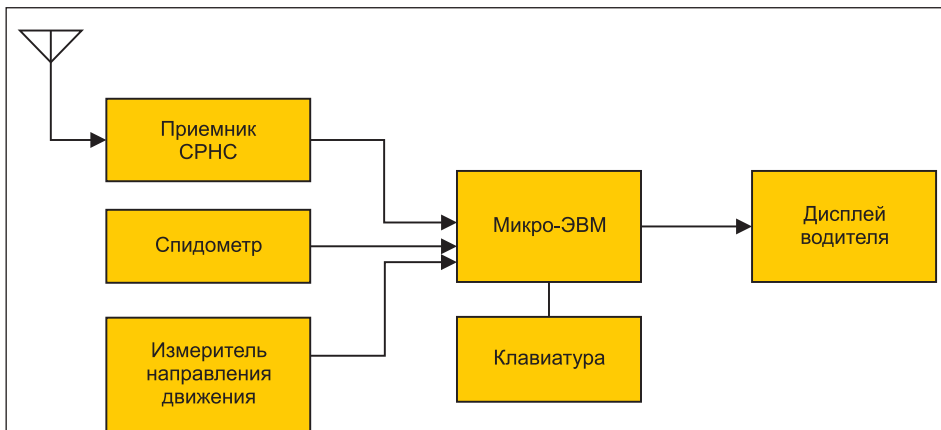 Приемник
СРНС
Спидометр
Измеритель
направления
движения
Микро-ЭВМ
Клавиатура
Дисплей
водителя